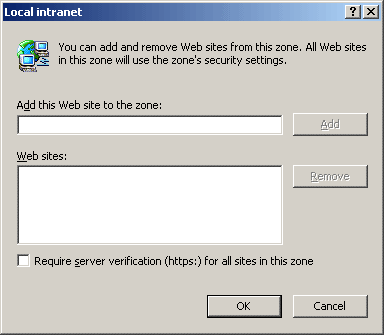 Local intranet
You can add and remove Web sites from this zone. All Web sites
in this zone will use the zone's security settings.
Add this Web site to the zone:
Add
Web sites:
Remove
Require server verification (https:) for all sites in this zone
OK
Cancel